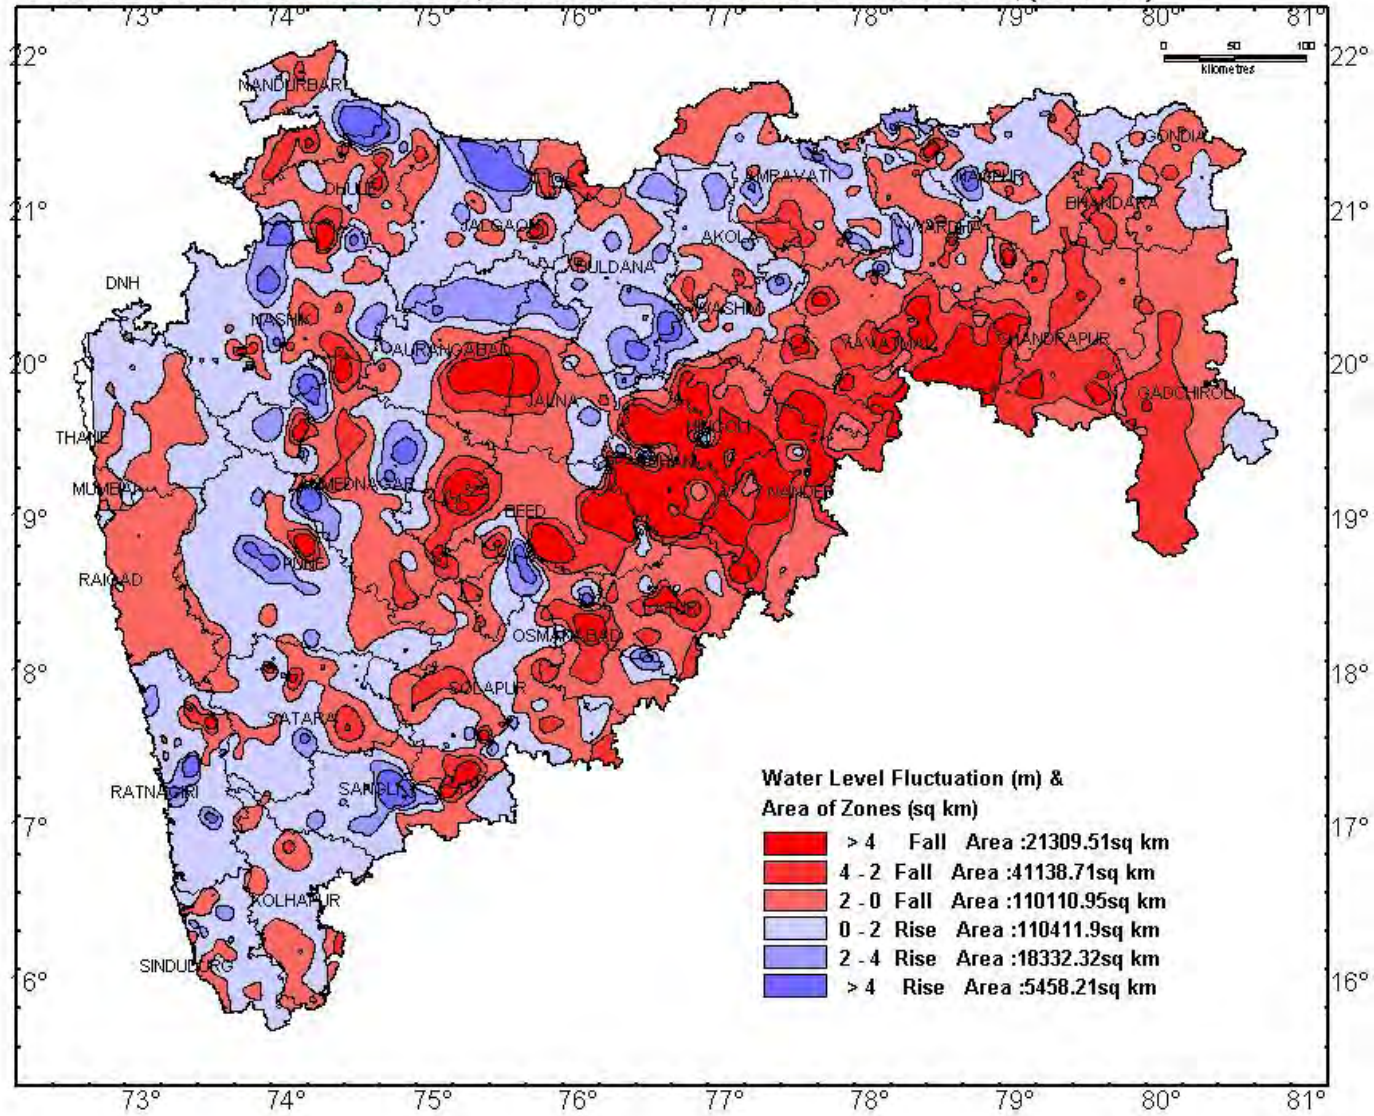 73° 74° 75° 76° 77° 78° 79° 80° 81°
22° 22°
0 50 100
kilometres
NANDURBAR
GONDIA
DHULE
AMRAVATI NAGPUR
21° BHANDARA 21°
JALGAON WARDHA
AKOLA
BULDANA
DNH
WASHIM
NASHIK
CHANDRAPUR
AURANGABAD YAVATMAL
20° 20°
JALNA GADCHIROLI
HINGOLI
THANE
MUMBAI AHMEDNAGAR NANDED
19° BEED 19°
PUNE
RAIGAD
LATUR
OSMANABAD
18° 18°
SOLAPUR
SATARA
Water Level Fluctuation (m) &
RATNAGIRI SANGLI
Area of Zones (sq km)
17° 17°
> 4 Fall Area :21309.51sq km
4 - 2 Fall Area :41138.71sq km
2 - 0 Fall Area :110110.95sq km
KOLHAPUR
0 - 2 Rise Area :110411.9sq km
2 - 4 Rise Area :18332.32sq km
SINDUDURG
6° 16°
> 4 Rise Area :5458.21sq km
73° 74° 75° 76° 77° 78° 79° 80° 81°